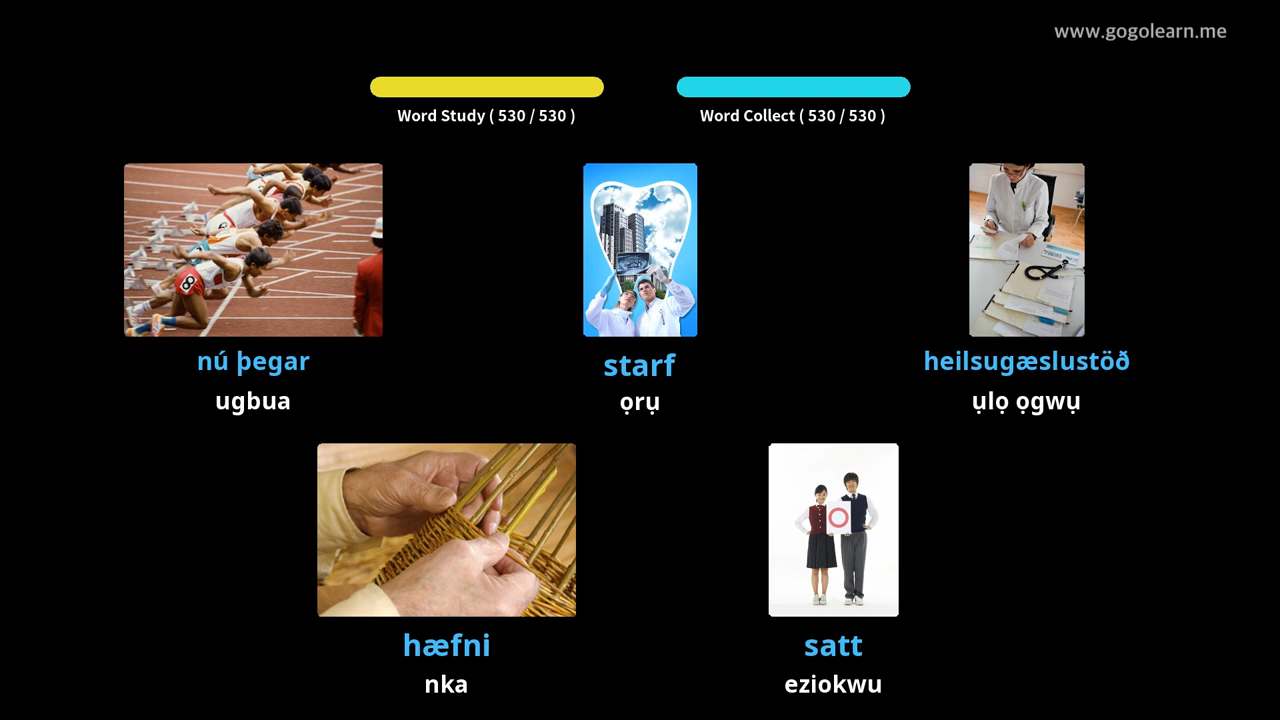 www.gogolearn.me
Word Study ( 530 / 530 )
Word Collect ( 530 / 530 )
nú þegar
ugbua
starf
ọrụ
heilsugæslustöð
ụlọ ọgwụ
hæfni
nka
satt
eziokwu